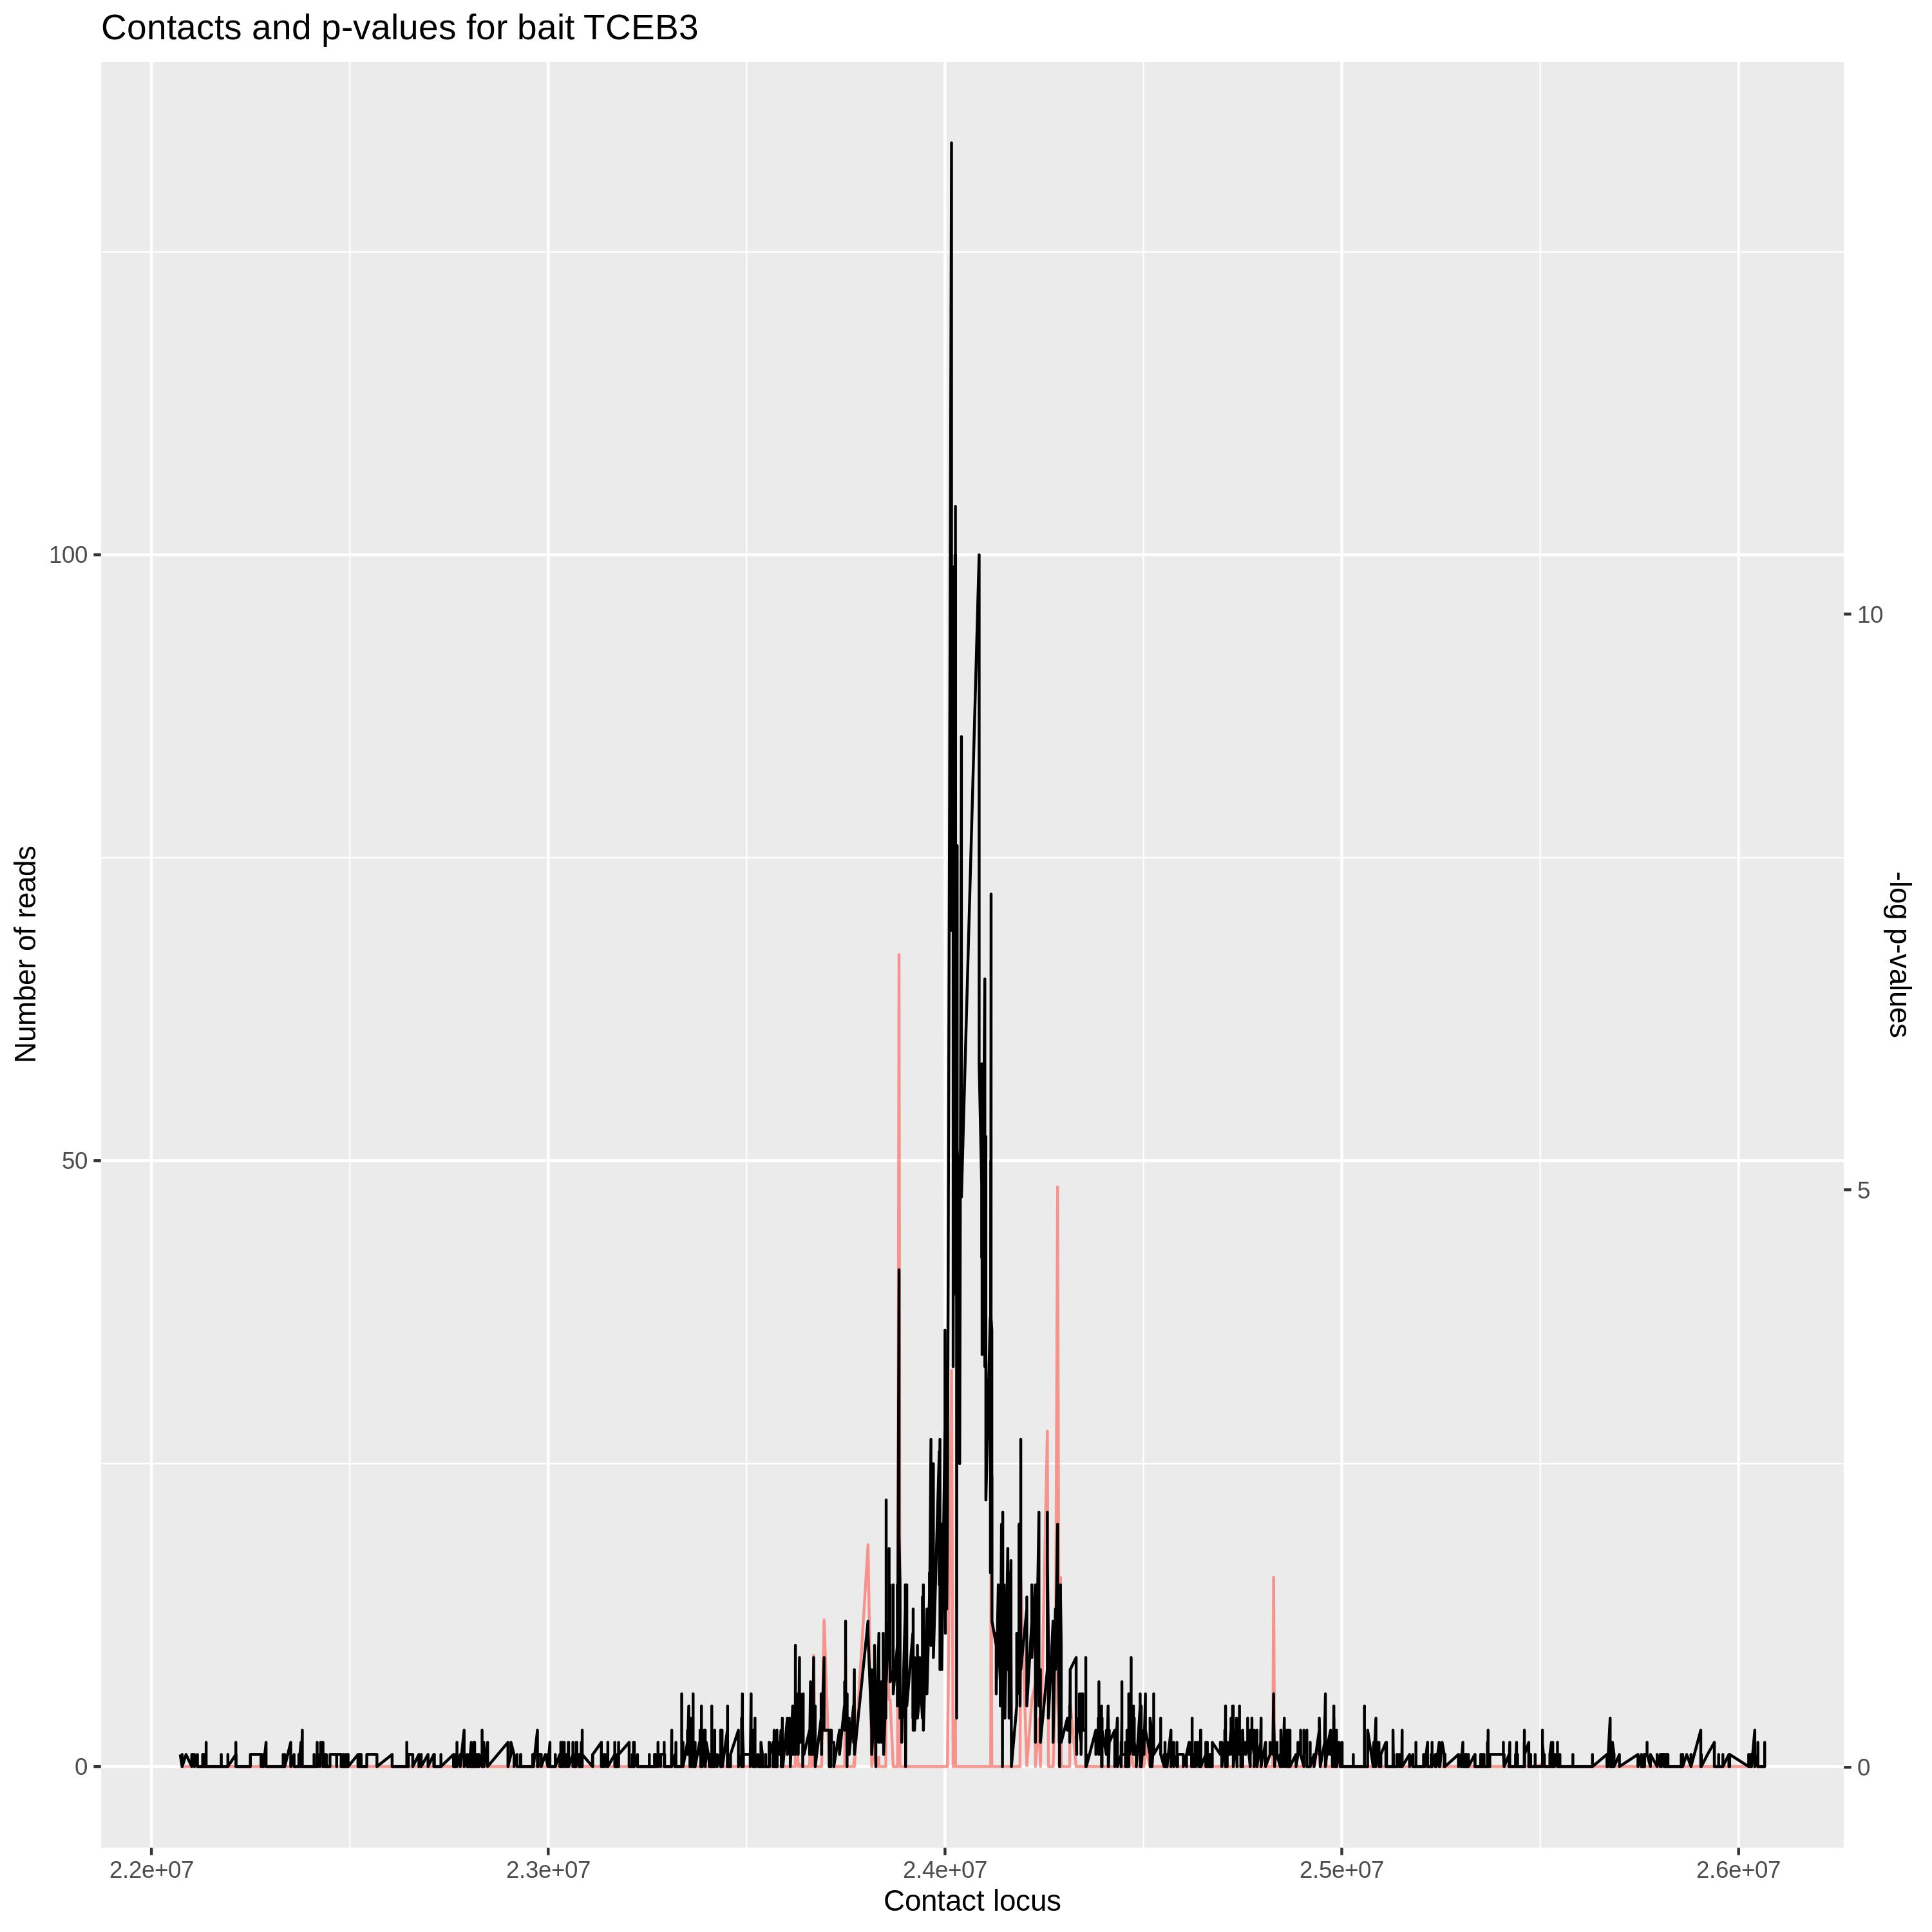 Contacts and p-values for bait TCEB3
Number of reads
100
50
0
10
5
0
-log p-values
2.2e+07
2.3e+07
2.4e+07
2.5e+07
2.6e+07
Contact locus